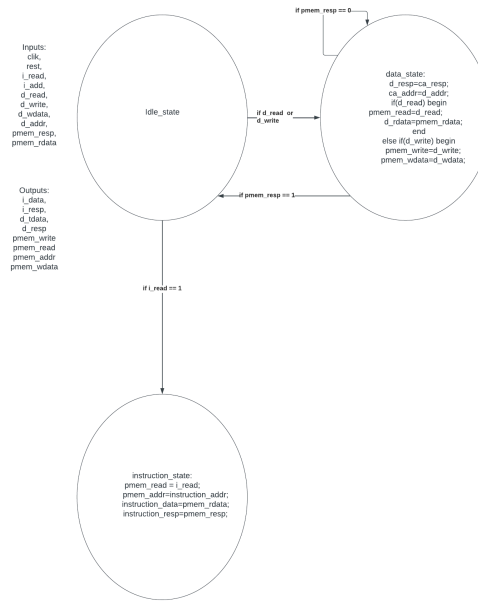 if pmem_resp == 0
Inputs:
clik,
rest,
i_read,
i_add,
d_read,
d_write,
d_wdata,
d_addr,
pmem_resp,
pmem_rdata
Idle_state
if d_read or
d_write
data_state:
d_resp=ca_resp;
ca_addr=d_addr;
if(d_read) begin
pmem_read=d_read;
d_rdata=pmem_rdata;
end
else if(d_write) begin
pmem_write=d_write;
pmem_wdata=d_wdata;
Outputs:
i_data,
i_resp,
d_tdata,
d_resp
pmem_write
pmem_read
pmem_addr
pmem_wdata
if pmem_resp == 1
if i_read == 1
instruction_state:
pmem_read = i_read;
pmem_addr=instruction_addr;
instruction_data=pmem_rdata;
instruction_resp=pmem_resp;